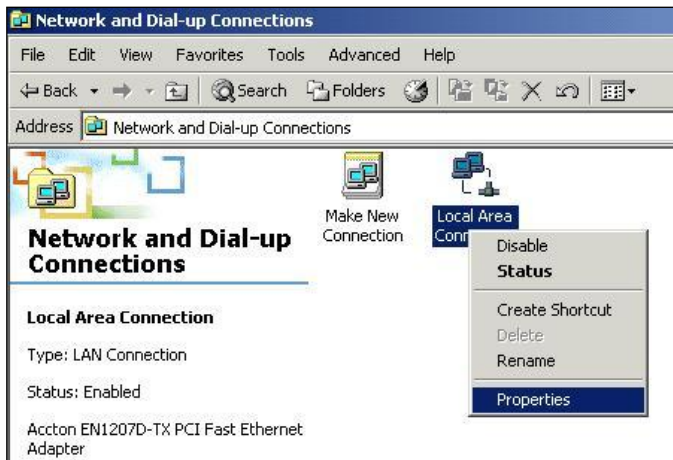 Network and Dial-up Connections
File Edit View Favorites Tools Advanced Help
Back Search Folders
Address Network and Dial-up Connections
Make New
Connection
Local Area
Conn
Disable
Status
Create Shortcut
Delete
Rename
Properties
Network and Dial-up
Connections
Local Area Connection
Type: LAN Connection
Status: Enabled
Accton EN1207D-TX PCI Fast Ethernet
Adapter